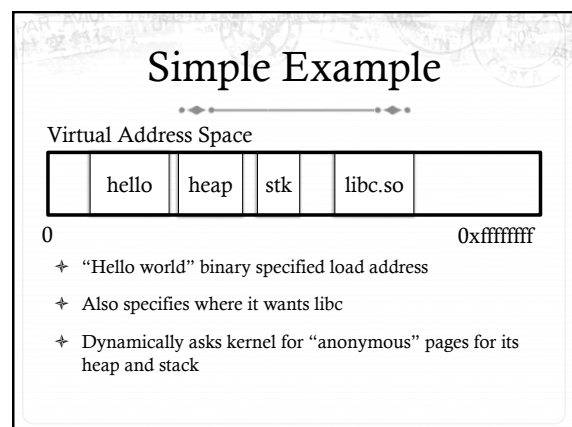 Simple Example
Virtual Address Space
hello heap stk libc.so
0 0xffffffff
“Hello world” binary specified load address
Also specifies where it wants libc
Dynamically asks kernel for “anonymous” pages for its
heap and stack